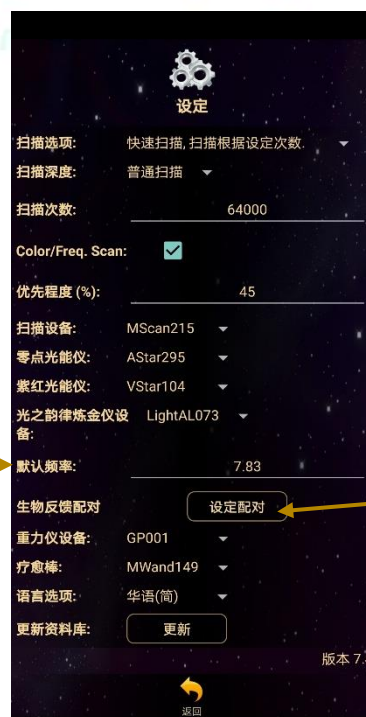 设定
扫描选项: 快速扫描, 扫描根据设定次数.
扫描深度: 普通扫描
扫描次数: 64000
Color/Freq. Scan:
优先程度 (%): 45
扫描设备: MScan215
零点光能仪: AStar295
紫红光能仪: VStar104
光之韵律炼金仪设
备: LightAL073
默认频率: 7.83
生物反馈配对 设定配对
重力仪设备: GP001
疗愈棒: MWand149
语言选项: 华语(简)
更新资料库: 更新
版本 7.
返回